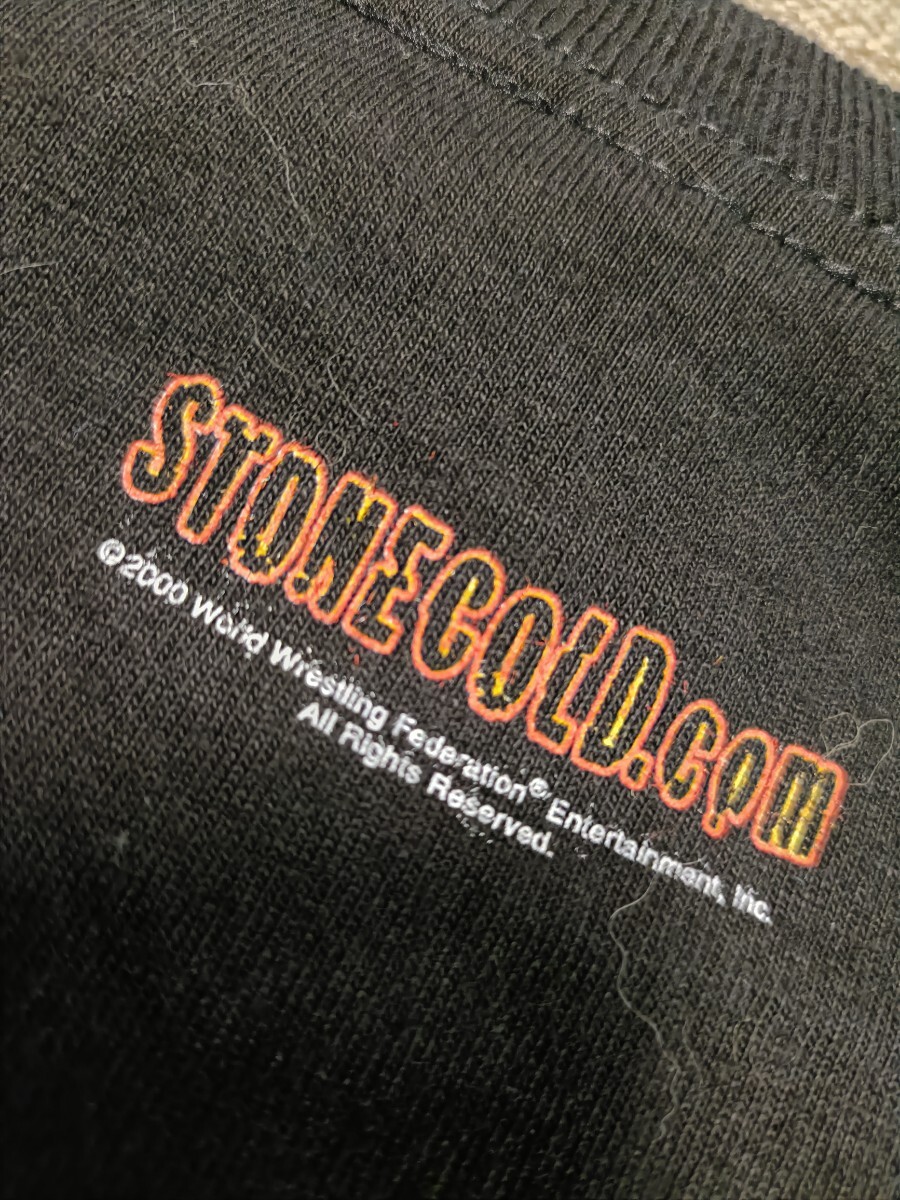 STONECOLD.COM
©2000 World Wrestling Federation® Entertainment, Inc.
All Rights Reserved.